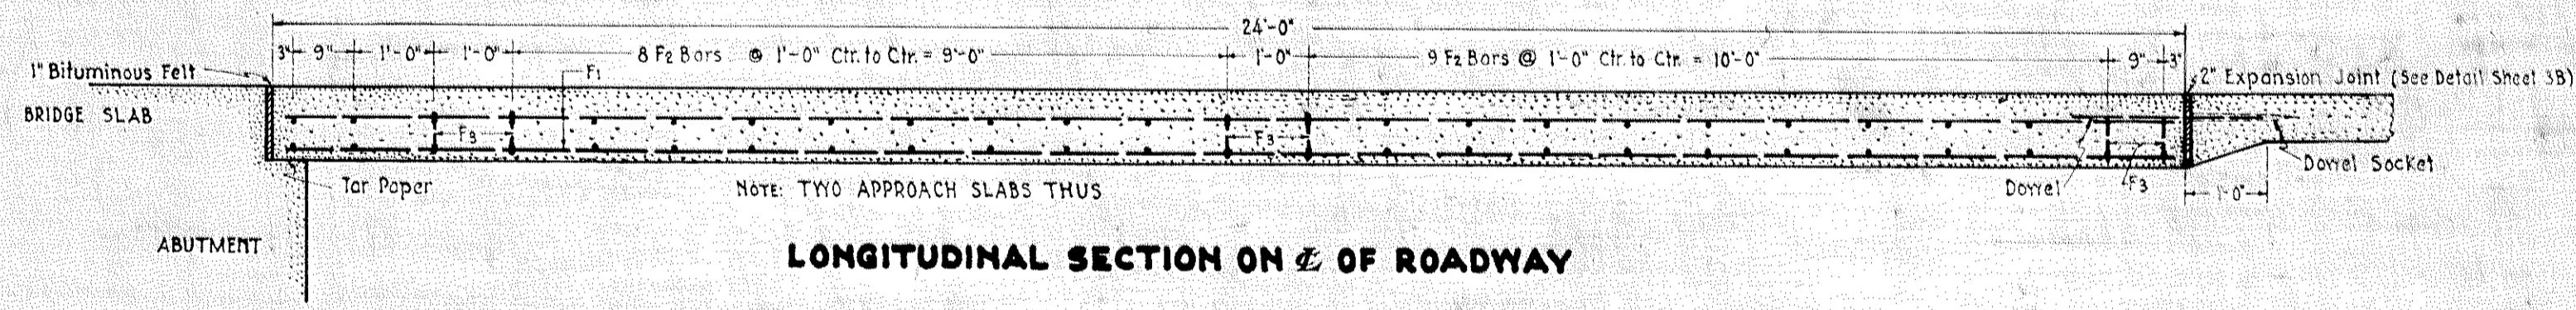 24'-0"
3" 9" 1'-0" 1'-0" 8 F2 Bars @ 1'-0" Ctr. to Ctr. = 9'-0" 1'-0" 9 F2 Bars @ 1'-0" Ctr. to Ctr. = 10'-0" 9" 3"
1" Bituminous Felt
F1
2" Expansion Joint (See Detail Sheet 3B)
BRIDGE SLAB
F3
F3
Dowel Socket
Tar Paper
NOTE: TWO APPROACH SLABS THUS
Dowel
F3
1'-0"
ABUTMENT
LONGITUDINAL SECTION ON ℄ OF ROADWAY